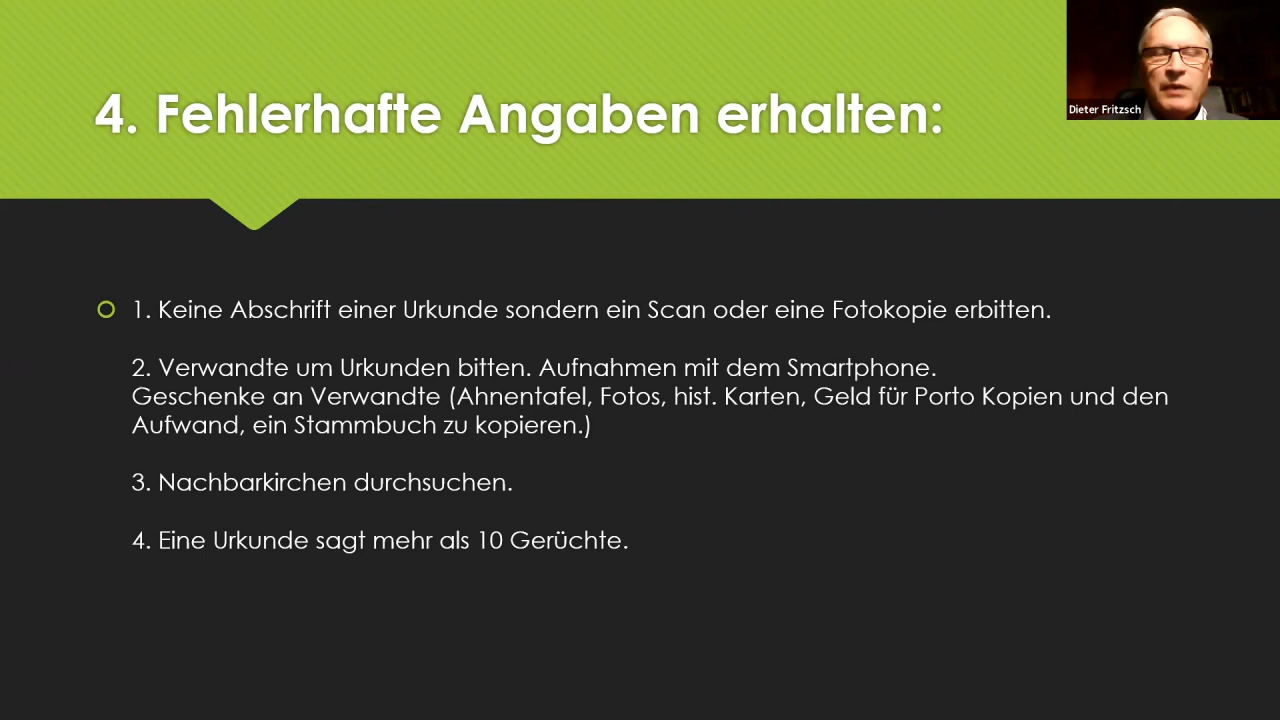 4. Fehlerhafte Angaben erhalten:
Dieter Fritzsch
1. Keine Abschrift einer Urkunde sondern ein Scan oder eine Fotokopie erbitten.
2. Verwandte um Urkunden bitten. Aufnahmen mit dem Smartphone.
Geschenke an Verwandte (Ahnentafel, Fotos, hist. Karten, Geld für Porto Kopien und den
Aufwand, ein Stammbuch zu kopieren.)
3. Nachbarkirchen durchsuchen.
4. Eine Urkunde sagt mehr als 10 Gerüchte.